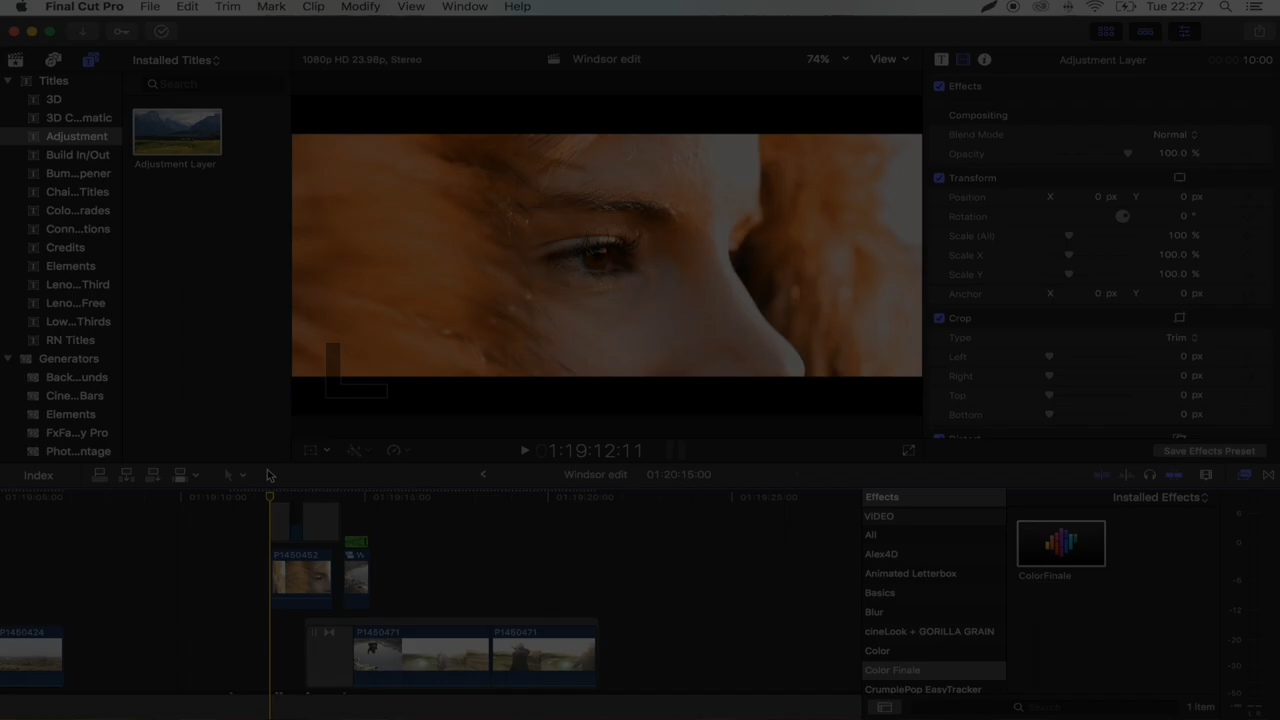 Final Cut Pro File Edit Trim Mark Clip Modify View Window Help Tue 22:27
Installed Titles 1080p HD 23.98p, Stereo Windsor edit 74% View Adjustment Layer 10:00
Titles
Search
Effects
3D
3D C...matic
Compositing
Adjustment
Blend Mode Normal
Build In/Out
Opacity 100.0 %
Adjustment Layer
Bum...pener
Transform
Chai...Titles
Position X 0 px Y 0 px
Colo...rades
Rotation 0 °
Conn...tions
Scale (All) 100 %
Credits
Scale X 100.0 %
Elements
Scale Y 100.0 %
Leno...Third
Anchor X 0 px Y 0 px
Leno...Free
Crop
Low...Thirds
Type Trim
RN Titles
Left 0 px
Generators
Right 0 px
Back...unds
Top 0 px
Cine...Bars
Bottom 0 px
Elements
FxFa...y Pro
Phot...ntage
01:19:12:11
Save Effects Preset
Index Windsor edit 01:20:15:00
01:19:05:00 01:19:10:00 01:19:15:00 01:19:20:00 01:19:25:00
Effects Installed Effects
VIDEO
All
Alex4D
Animated Letterbox
Basics
Blur
cineLook + GORILLA GRAIN
Color
Color Finale
CrumplePop EasyTracker
ColorFinale
P1450452
P1450424 P1450471 P1450471
6
0
-6
-12
-20
-30
-50
Search 1 item